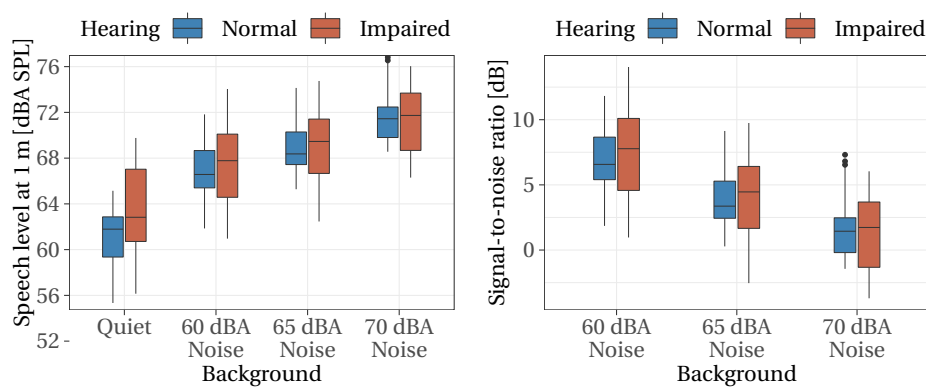 Hearing Normal Impaired
Speech level at 1 m [dBA SPL]
76
72
68
64
60
56
52
Quiet
60 dBA
Noise
65 dBA
Noise
70 dBA
Noise
Background
Hearing Normal Impaired
Signal-to-noise ratio [dB]
10
5
0
60 dBA
Noise
65 dBA
Noise
70 dBA
Noise
Background